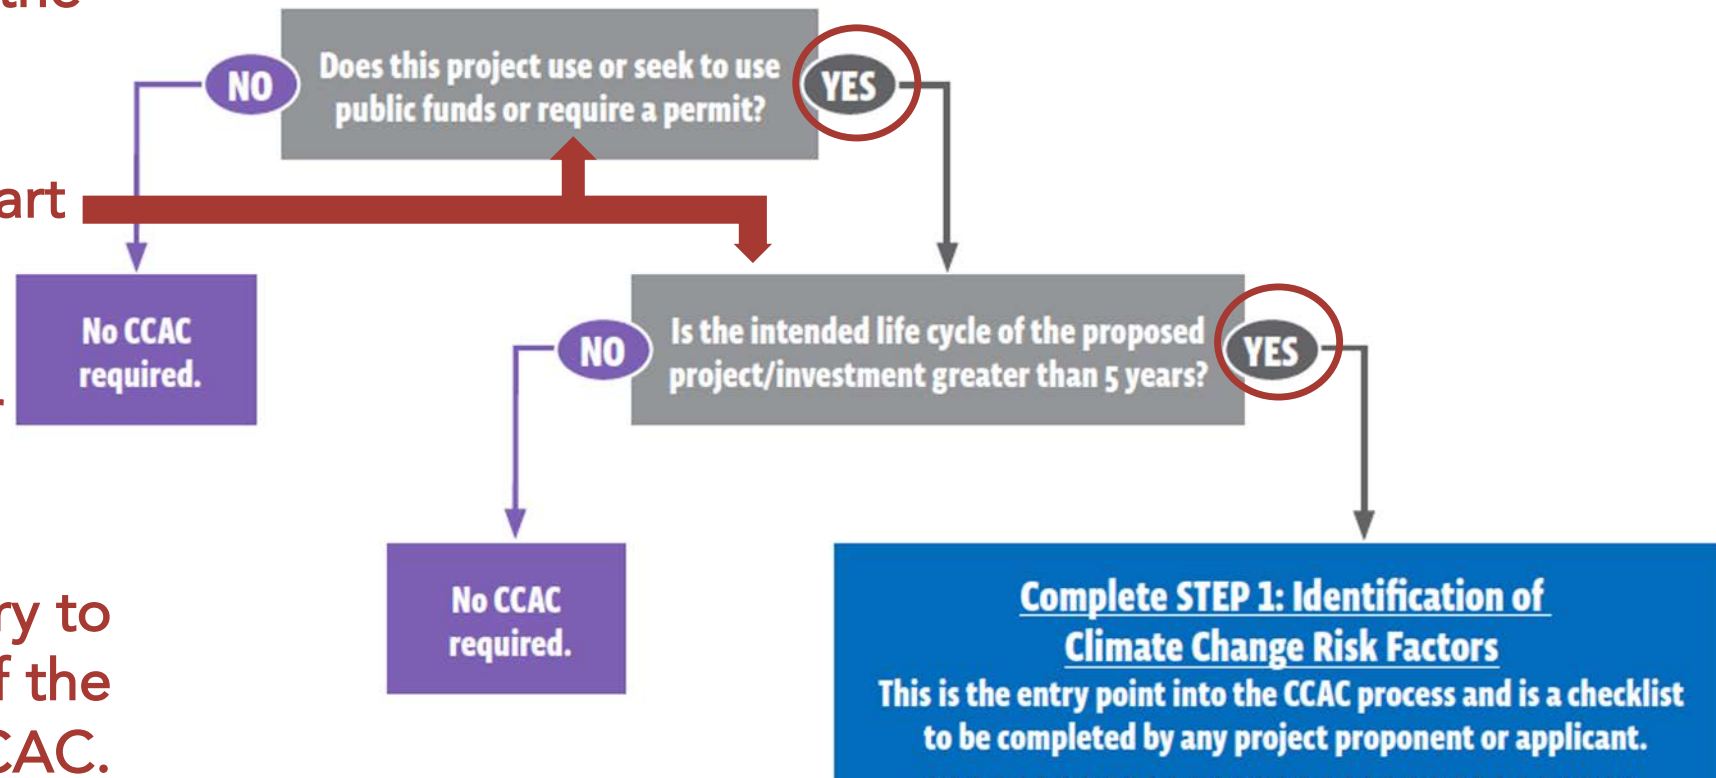 the
NO
Does this project use or seek to use
public funds or require a permit?
YES
art
No CCAC
required.
NO
Is the intended life cycle of the proposed
project/investment greater than 5 years?
YES
No CCAC
required.
ry to
f the
CAC.
Complete STEP 1: Identification of
Climate Change Risk Factors
This is the entry point into the CCAC process and is a checklist
to be completed by any project proponent or applicant.